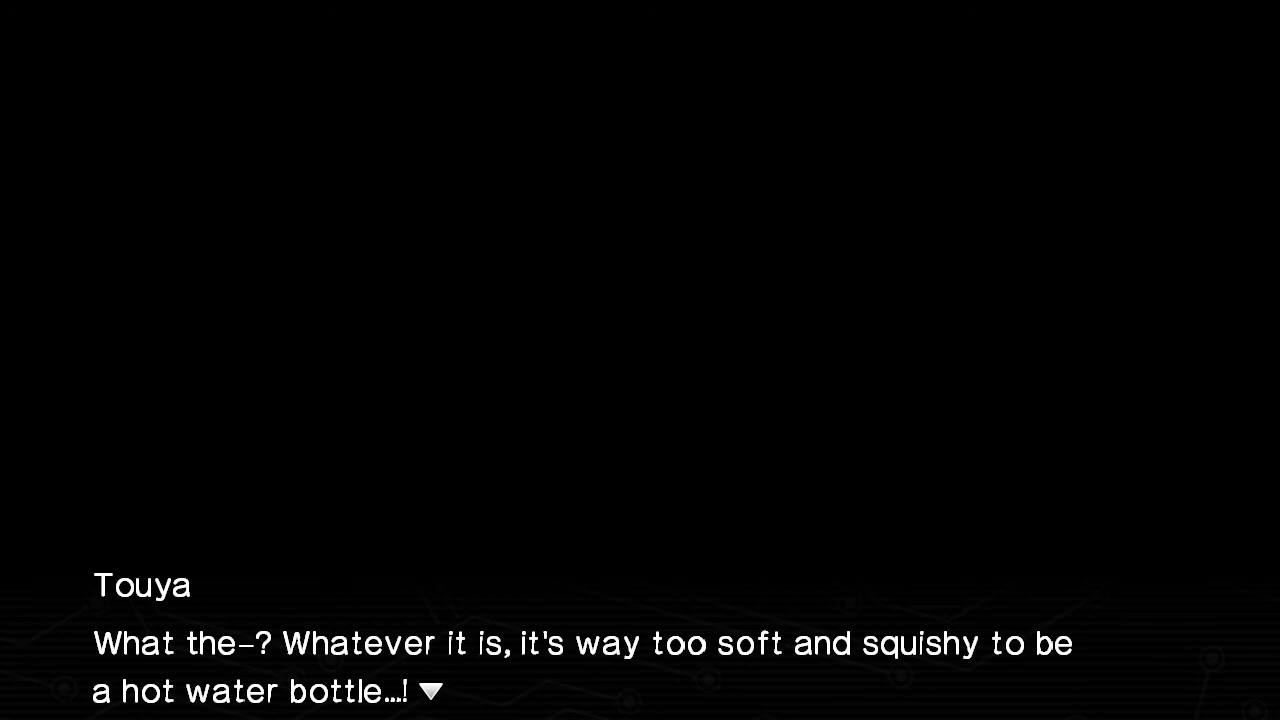 Touya
What the–? Whatever it is, it's way too soft and squishy to be
a hot water bottle...!